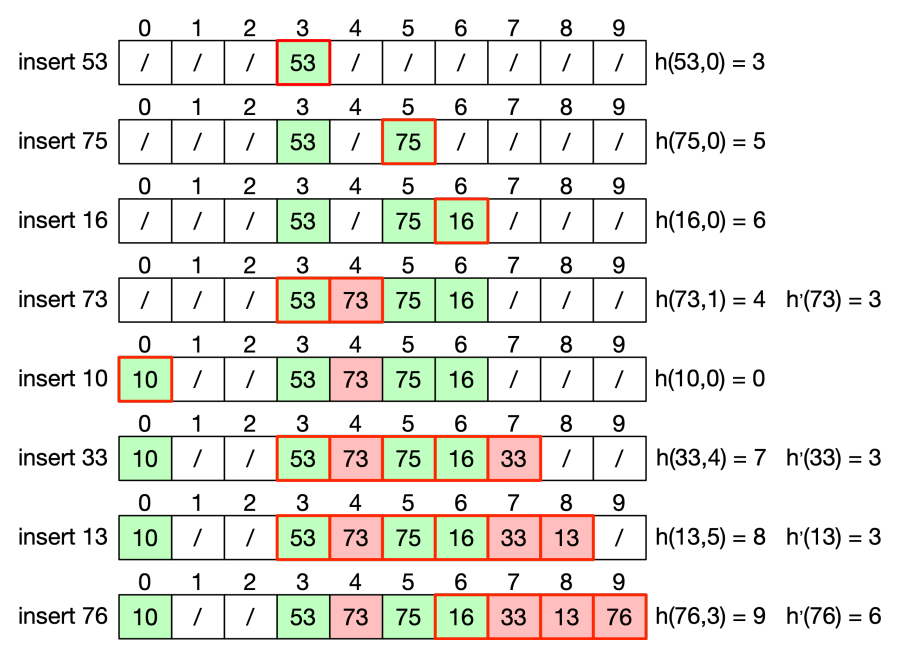 0 1 2 3 4 5 6 7 8 9
insert 53 / / / 53 / / / / / / h(53,0) = 3
0 1 2 3 4 5 6 7 8 9
insert 75 / / / 53 / 75 / / / / h(75,0) = 5
0 1 2 3 4 5 6 7 8 9
insert 16 / / / 53 / 75 16 / / / h(16,0) = 6
0 1 2 3 4 5 6 7 8 9
insert 73 / / / 53 73 75 16 / / / h(73,1) = 4 h’(73) = 3
0 1 2 3 4 5 6 7 8 9
insert 10 10 / / 53 73 75 16 / / / h(10,0) = 0
0 1 2 3 4 5 6 7 8 9
insert 33 10 / / 53 73 75 16 33 / / h(33,4) = 7 h’(33) = 3
0 1 2 3 4 5 6 7 8 9
insert 13 10 / / 53 73 75 16 33 13 / h(13,5) = 8 h’(13) = 3
0 1 2 3 4 5 6 7 8 9
insert 76 10 / / 53 73 75 16 33 13 76 h(76,3) = 9 h’(76) = 6